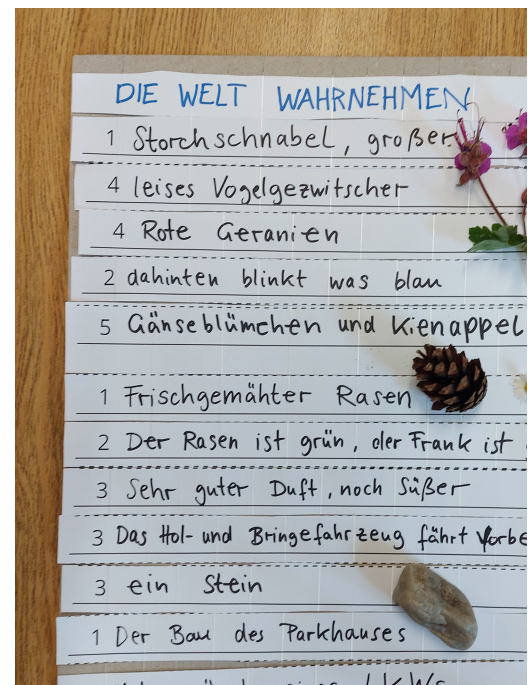 DIE WELT WAHRNEHMEN
1 Storchschnabel, großer
4 leises Vogelgezwitscher
4 Rote Geranien
2 dahinten blinkt was blau
5 Gänseblümchen und Kienappel
1 Frischgemähter Rasen
2 Der Rasen ist grün, der Frank ist
3 Sehr guter Duft, noch süßer
3 Das Hol- und Bringefahrzeug fährt
3 ein Stein
1 Der Bau des Parkhauses